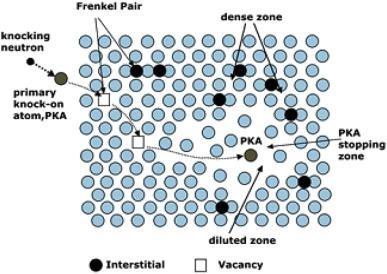 Frenkel Pair
dense zone
knocking
neutron
primary
knock-on
atom,PKA
PKA
PKA
stopping
zone
diluted zone
Interstitial
Vacancy